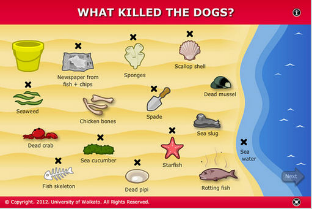 WHAT KILLED THE DOGS?
Newspaper from
fish + chips
Sponges
Scallop shell
Dead mussel
Seaweed
Chicken bones
Spade
Sea slug
Dead crab
Sea cucumber
Starfish
Sea
water
Fish skeleton
Dead pipi
Rotting fish
Next
© Copyright. 2012. University of Waikato. All Rights Reserved.